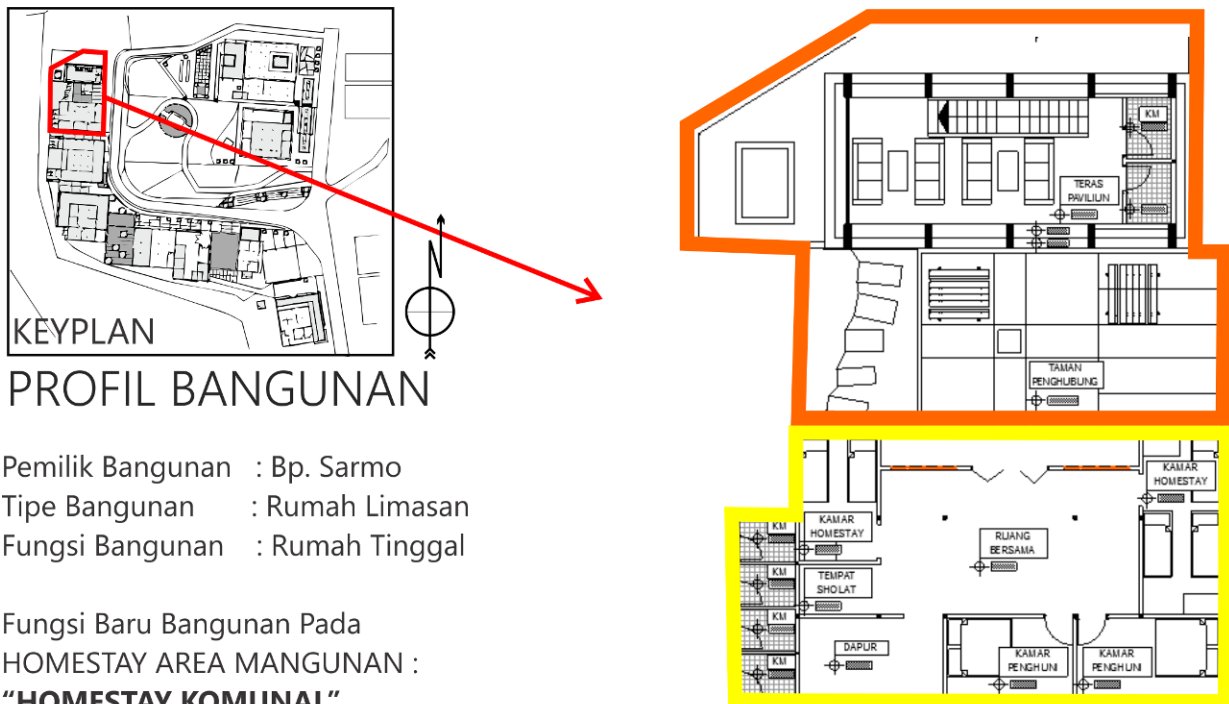 KEYPLAN
PROFIL BANGUNAN
Pemilik Bangunan : Bp. Sarmo
Tipe Bangunan : Rumah Limasan
Fungsi Bangunan : Rumah Tinggal
Fungsi Baru Bangunan Pada
HOMESTAY AREA MANGUNAN :
“HOMESTAY KOMUNAL”
KM
TERAS
PAVILIUN
TAMAN
PENGHUBUNG
KAMAR
HOMESTAY
KM
KAMAR
HOMESTAY
RUANG
BERSAMA
KM
TEMPAT
SHOLAT
KM
DAPUR
KM
KAMAR
PENGHUNI
KAMAR
PENGHUNI